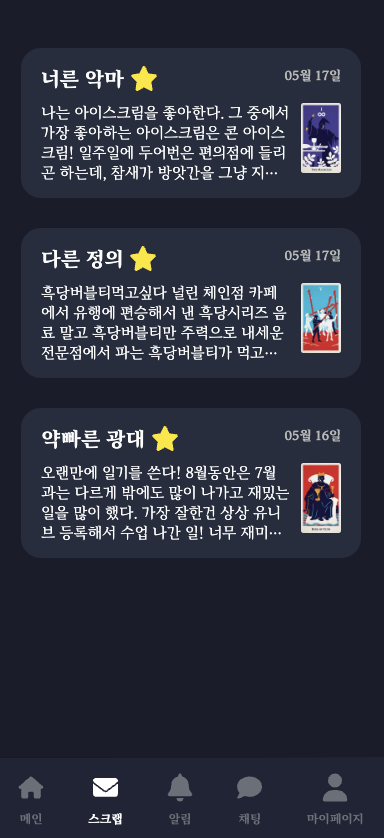 너른 악마
05월 17일
나는 아이스크림을 좋아한다. 그 중에서
가장 좋아하는 아이스크림은 콘 아이스
크림! 일주일에 두어번은 편의점에 들리
곤 하는데, 참새가 방앗간을 그냥 지…
다른 정의
05월 17일
흑당버블티먹고싶다 널린 체인점 카페
에서 유행에 편승해서 낸 흑당시리즈 음
료 말고 흑당버블티만 주력으로 내세운
전문점에서 파는 흑당버블티가 먹고…
약빠른 광대
05월 16일
오랜만에 일기를 쓴다! 8월동안은 7월
과는 다르게 밖에도 많이 나가고 재밌는
일을 많이 했다. 가장 잘한건 상상 유니
브 등록해서 수업 나간 일! 너무 재미…
메인
스크랩
알림
채팅
마이페이지